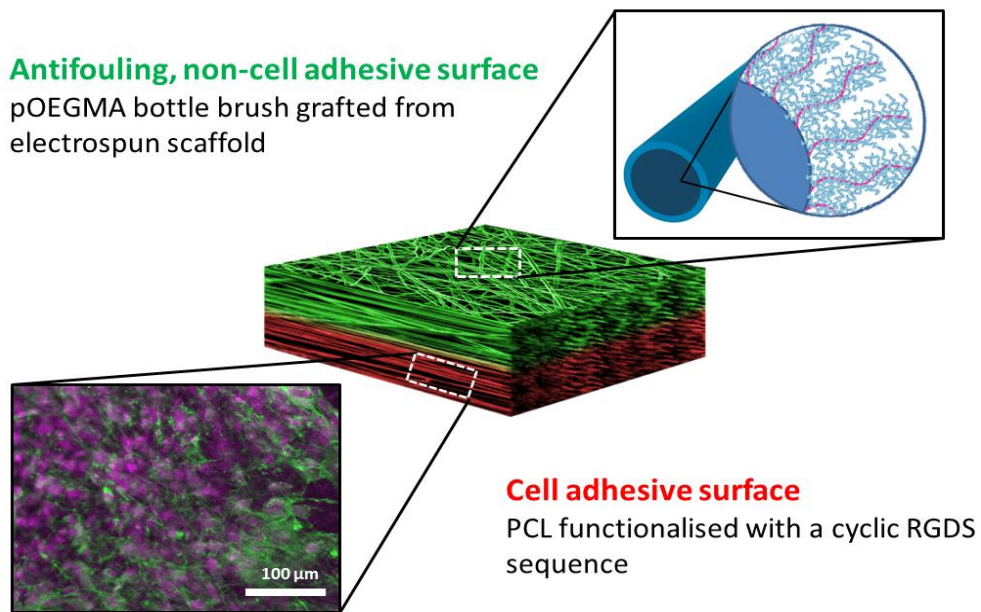 Antifouling, non-cell adhesive surface
pOEGMA bottle brush grafted from
electrospun scaffold
100 µm
Cell adhesive surface
PCL functionalised with a cyclic RGDS
sequence